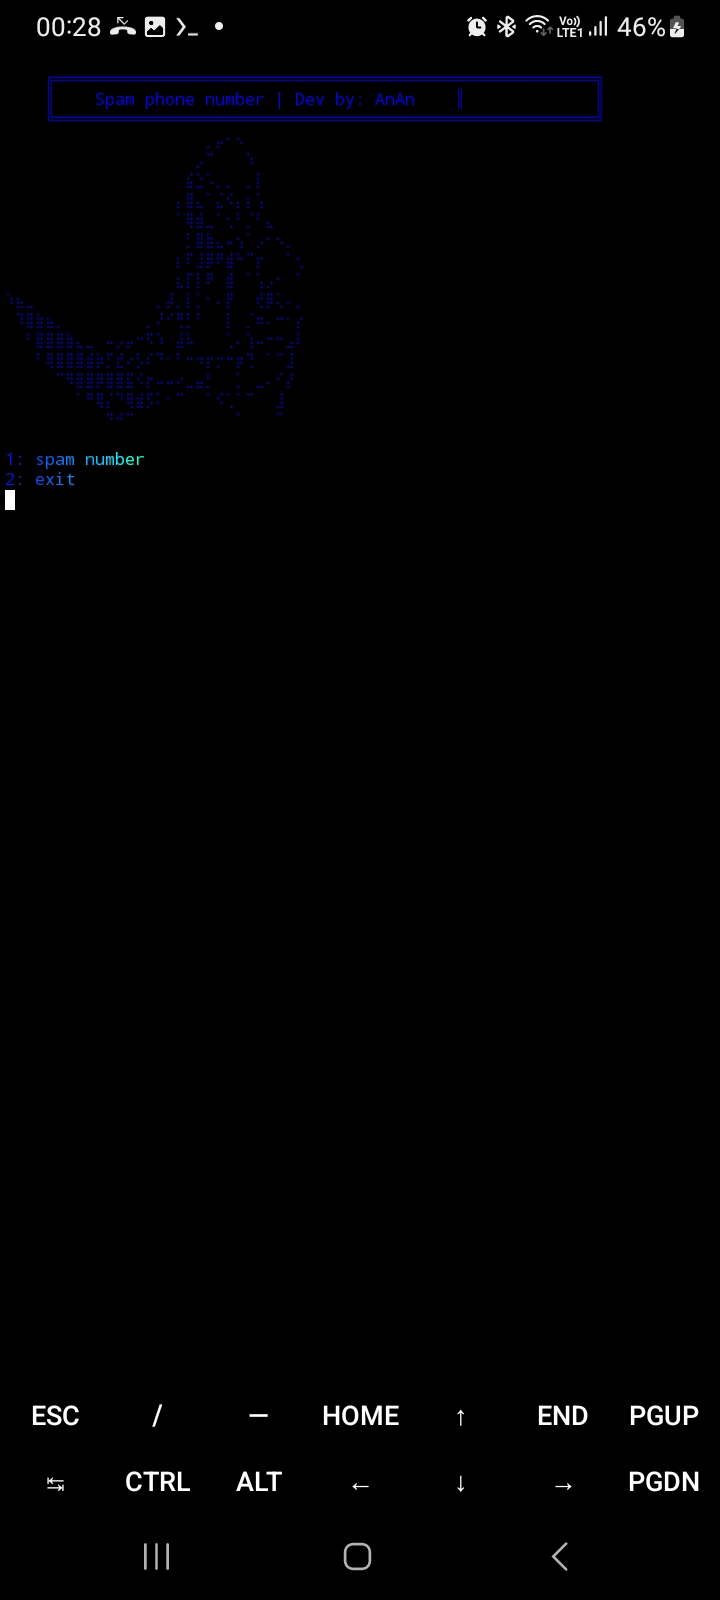 00:28 46%
Vo)) LTE1
Spam phone number | Dev by: AnAn
1: spam number
2: exit
ESC / — HOME ↑ END PGUP
↹ CTRL ALT ← ↓ → PGDN